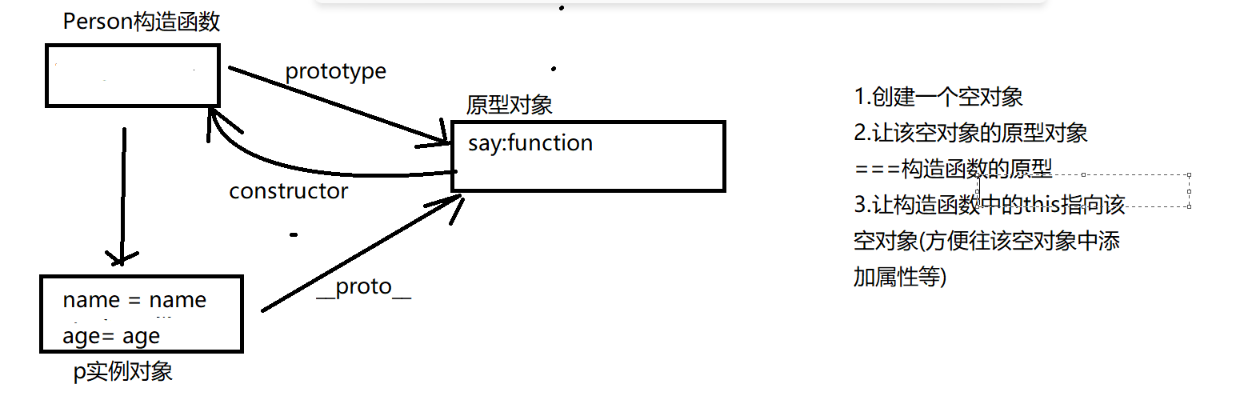 Person构造函数
prototype
原型对象
say:function
constructor
__proto__
name = name
age= age
p实例对象
1.创建一个空对象
2.让该空对象的原型对象
===构造函数的原型
3.让构造函数中的this指向该
空对象(方便往该空对象中添
加属性等)